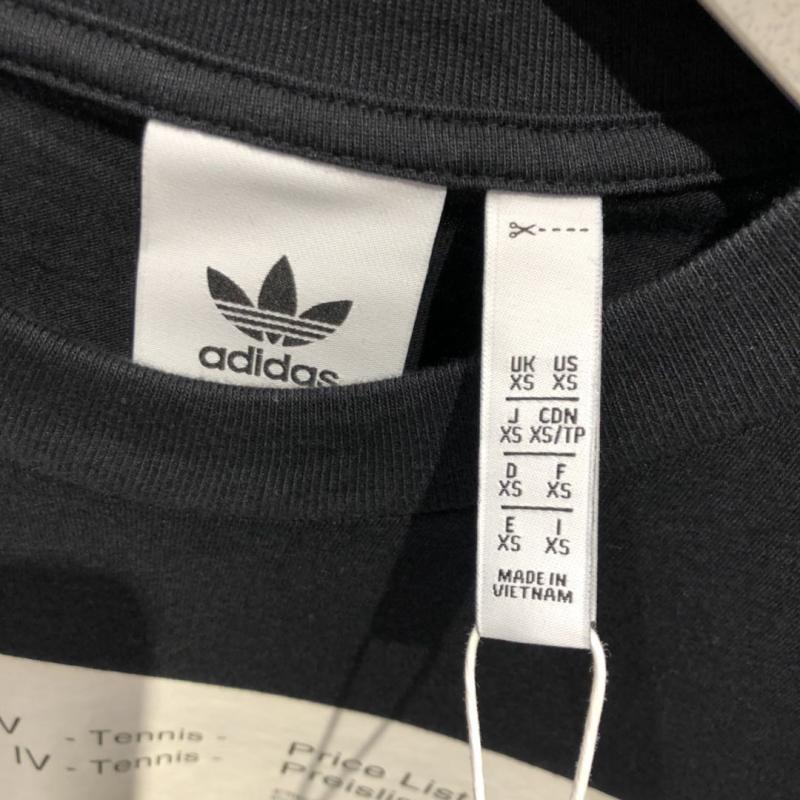 adidas
UK US
XS XS
J CDN
XS XS/TP
D F
XS XS
E I
XS XS
MADE IN
VIETNAM
- Tennis -
IV - Tennis -
Price List